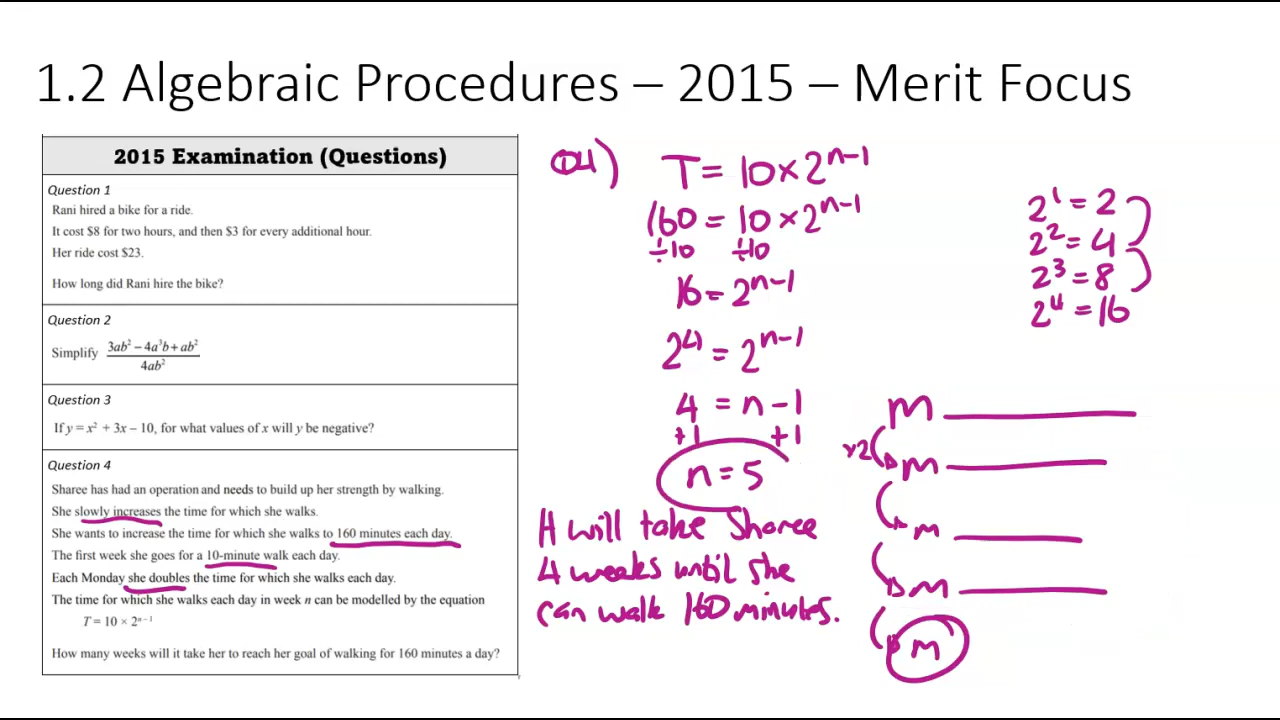 1.2 Algebraic Procedures – 2015 – Merit Focus
2015 Examination (Questions)
Question 1
Rani hired a bike for a ride.
It cost $8 for two hours, and then $3 for every additional hour.
Her ride cost $23.
How long did Rani hire the bike?
Question 2
Simplify (3ab² – 4a³b + ab²) / 4ab²
Question 3
If y = x² + 3x – 10, for what values of x will y be negative?
Question 4
Sharee has had an operation and needs to build up her strength by walking.
She slowly increases the time for which she walks.
She wants to increase the time for which she walks to 160 minutes each day.
The first week she goes for a 10-minute walk each day.
Each Monday she doubles the time for which she walks each day.
The time for which she walks each day in week n can be modelled by the equation
T = 10 × 2ⁿ⁻¹
How many weeks will it take her to reach her goal of walking for 160 minutes a day?
Q4)
T = 10 × 2ⁿ⁻¹
160 = 10 × 2ⁿ⁻¹
÷10 ÷10
16 = 2ⁿ⁻¹
2⁴ = 2ⁿ⁻¹
4 = n – 1
+1 +1
n = 5
It will take Sharee
4 weeks until she
can walk 160 minutes.
2¹ = 2
2² = 4
2³ = 8
2⁴ = 16
M
×2
M
M
M
M